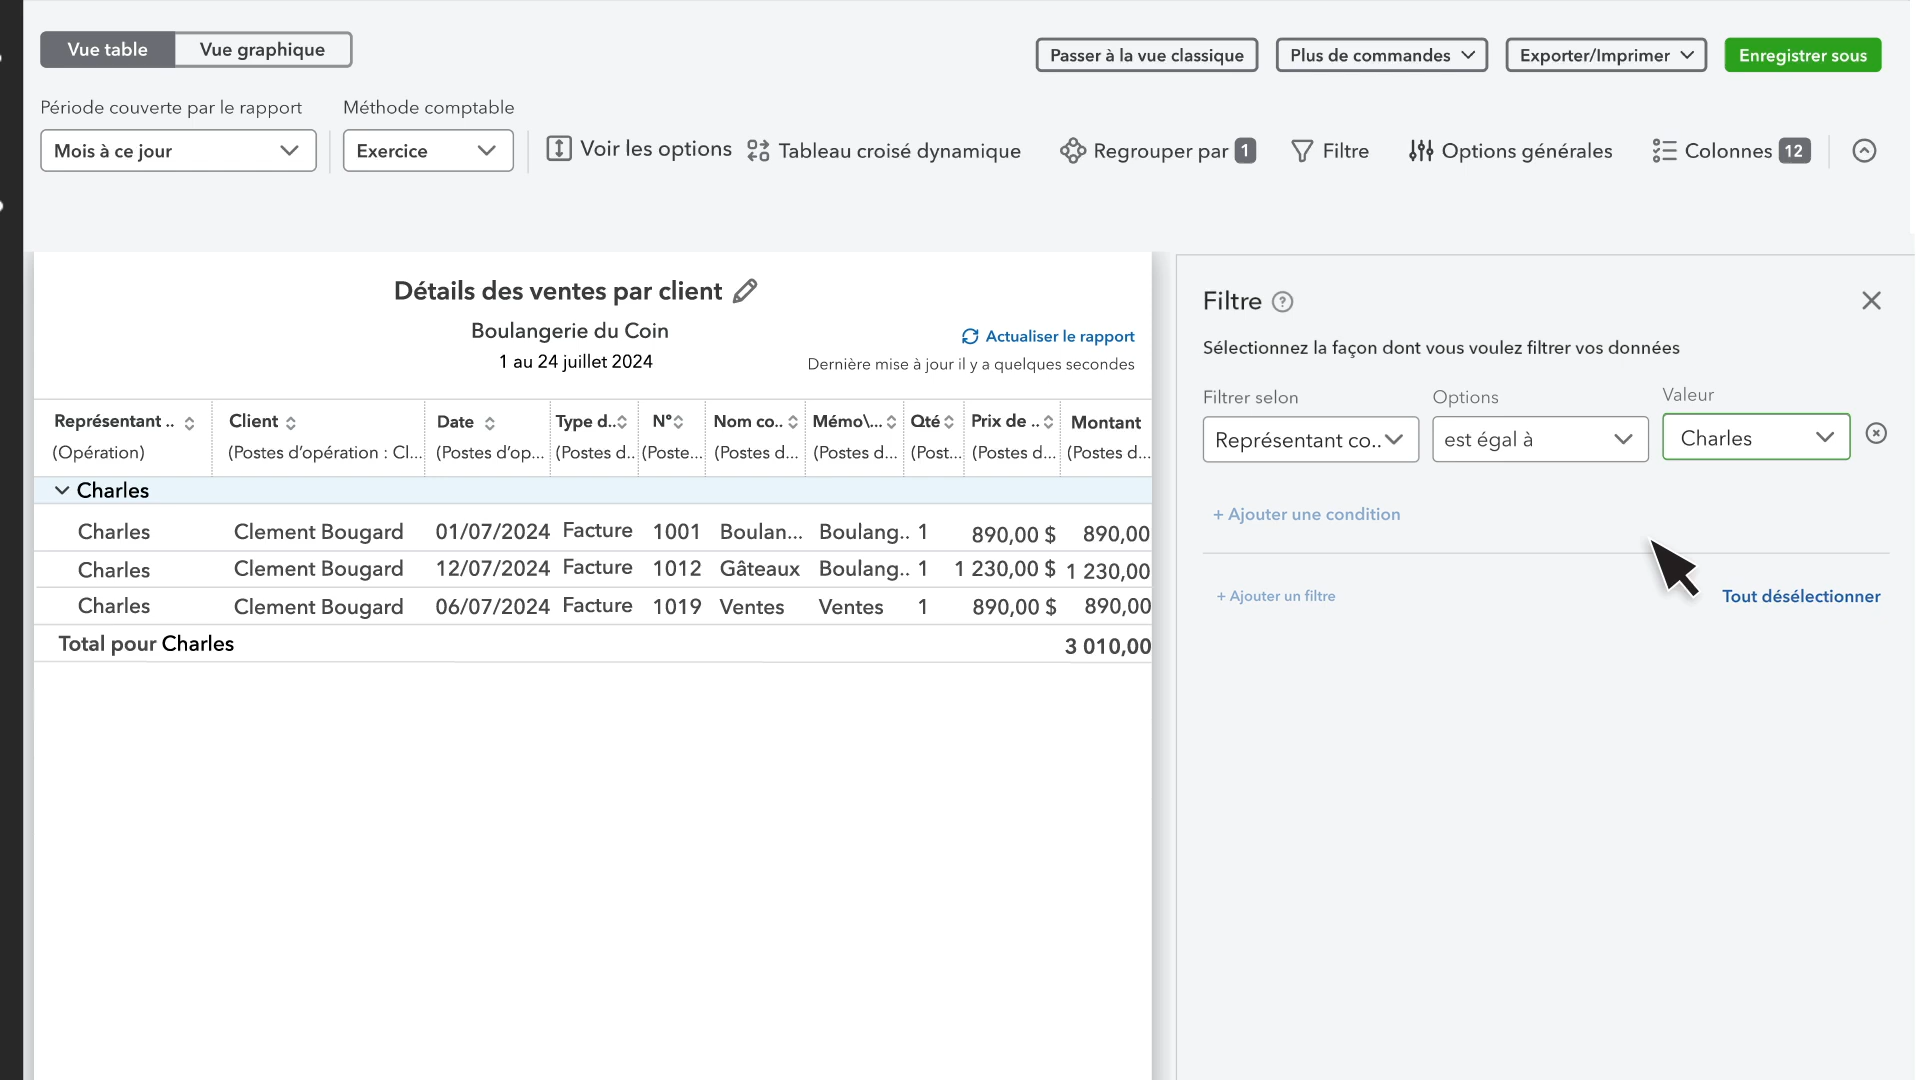 Vue table Vue graphique
Passer à la vue classique Plus de commandes Exporter/Imprimer Enregistrer sous
Période couverte par le rapport Méthode comptable
Mois à ce jour Exercice Voir les options Tableau croisé dynamique Regrouper par 1 Filtre Options générales Colonnes 12
Détails des ventes par client
Boulangerie du Coin
1 au 24 juillet 2024
Actualiser le rapport
Dernière mise à jour il y a quelques secondes
Représentant .. Client Date Type d.. N° Nom co.. Mémo\... Qté Prix de .. Montant
(Opération) (Postes d'opération : Cl... (Postes d'op... (Postes d.. (Poste... (Postes d... (Postes d... (Post... (Postes d... (Postes d...
Charles
Charles Clement Bougard 01/07/2024 Facture 1001 Boulan... Boulang.. 1 890,00 $ 890,00
Charles Clement Bougard 12/07/2024 Facture 1012 Gâteaux Boulang.. 1 1 230,00 $ 1 230,00
Charles Clement Bougard 06/07/2024 Facture 1019 Ventes Ventes 1 890,00 $ 890,00
Total pour Charles 3 010,00
Filtre ?
Sélectionnez la façon dont vous voulez filtrer vos données
Filtrer selon Options Valeur
Représentant co.. est égal à Charles
+ Ajouter une condition
+ Ajouter un filtre Tout désélectionner